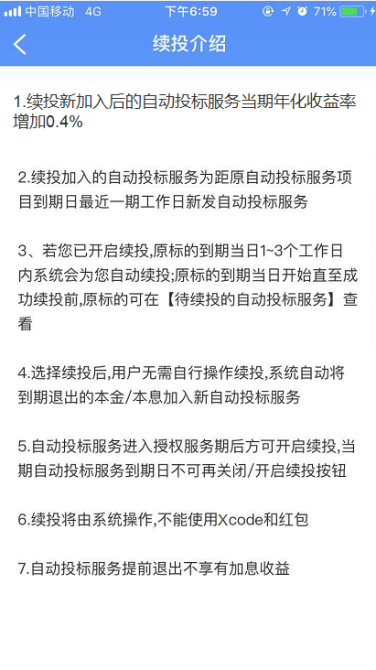 中国移动 4G 下午6:59 71%
续投介绍
1.续投新加入后的自动投标服务当期年化收益率
增加0.4%
2.续投加入的自动投标服务为距原自动投标服务项
目到期日最近一期工作日新发自动投标服务
3、若您已开启续投,原标的到期当日1~3个工作日
内系统会为您自动续投;原标的到期当日开始直至成
功续投前,原标的可在【待续投的自动投标服务】查
看
4.选择续投后,用户无需自行操作续投,系统自动将
到期退出的本金/本息加入新自动投标服务
5.自动投标服务进入授权服务期后方可开启续投,当
期自动投标服务到期日不可再关闭/开启续投按钮
6.续投将由系统操作,不能使用Xcode和红包
7.自动投标服务提前退出不享有加息收益